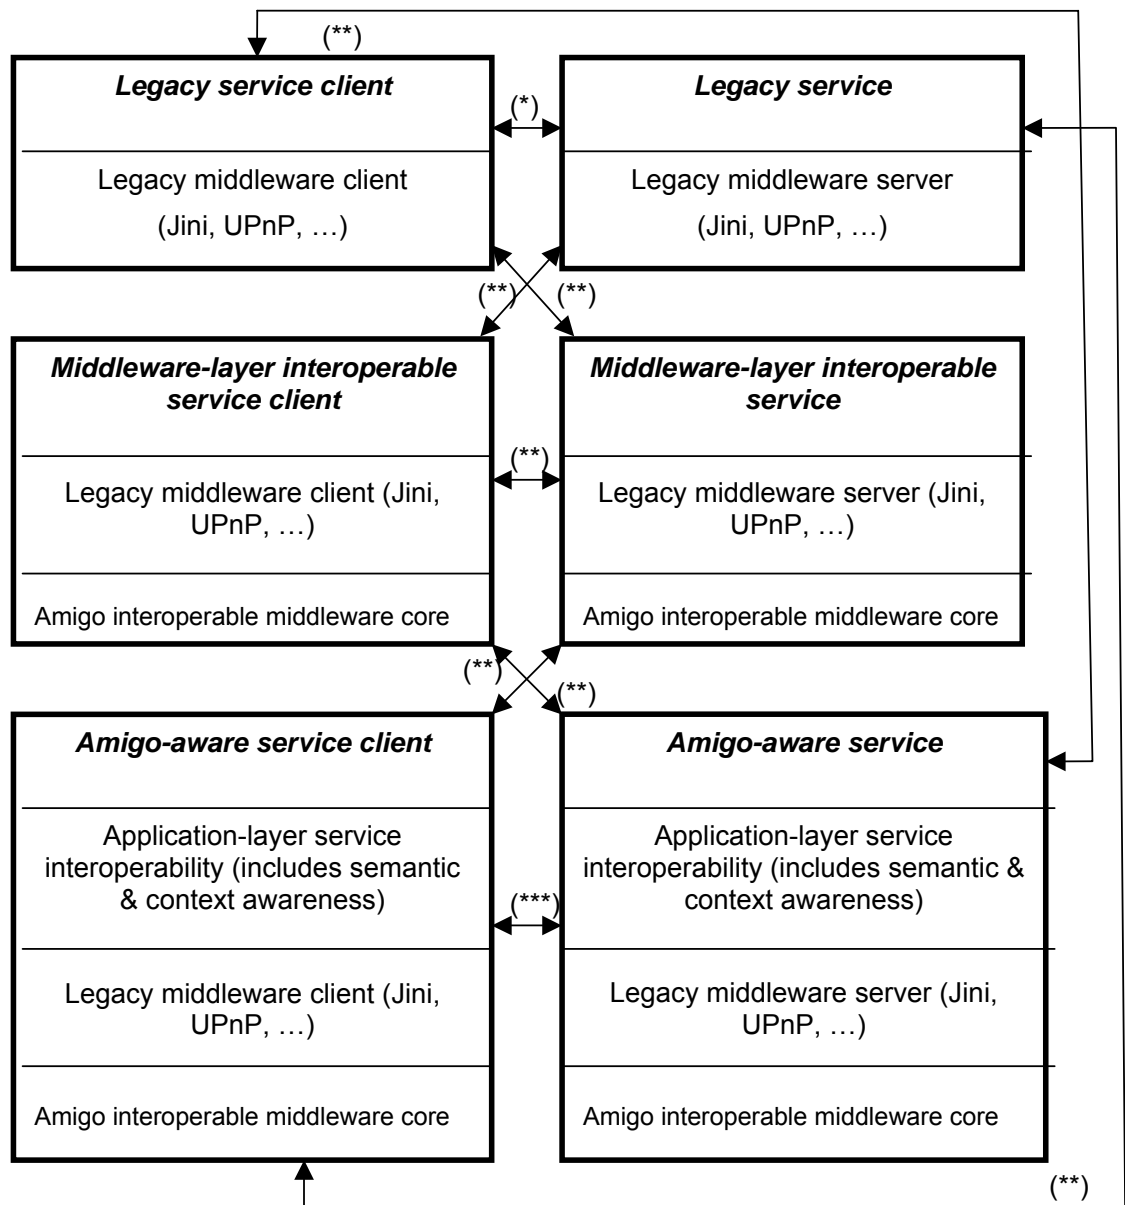 (**)
Legacy service client
(*)
Legacy service
Legacy middleware client
(Jini, UPnP, …)
Legacy middleware server
(Jini, UPnP, …)
(**)
(**)
Middleware-layer interoperable
service client
Middleware-layer interoperable
service
(**)
Legacy middleware client (Jini,
UPnP, …)
Legacy middleware server (Jini,
UPnP, …)
Amigo interoperable middleware core
Amigo interoperable middleware core
(**)
(**)
Amigo-aware service client
Amigo-aware service
Application-layer service
interoperability (includes semantic
& context awareness)
(***)
Application-layer service
interoperability (includes semantic &
context awareness)
Legacy middleware client (Jini,
UPnP, …)
Legacy middleware server (Jini,
UPnP, …)
Amigo interoperable middleware core
Amigo interoperable middleware core
(**)